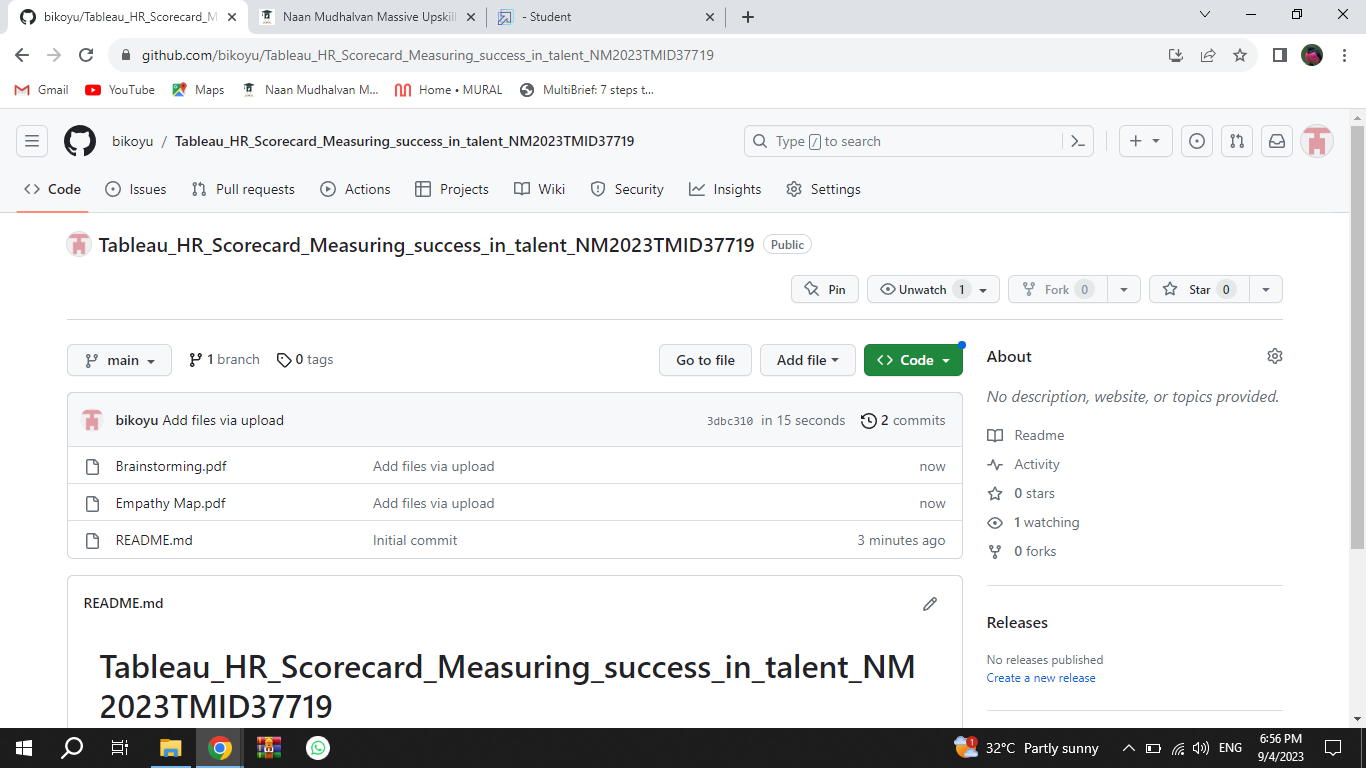 bikoyu/Tableau_HR_Scorecard_M
Naan Mudhalvan Massive Upskill
- Student
github.com/bikoyu/Tableau_HR_Scorecard_Measuring_success_in_talent_NM2023TMID37719
Gmail YouTube Maps Naan Mudhalvan M... Home • MURAL MultiBrief: 7 steps t...
bikoyu / Tableau_HR_Scorecard_Measuring_success_in_talent_NM2023TMID37719 Type / to search
Code Issues Pull requests Actions Projects Wiki Security Insights Settings
Tableau_HR_Scorecard_Measuring_success_in_talent_NM2023TMID37719 Public
Pin Unwatch 1 Fork 0 Star 0
main 1 branch 0 tags Go to file Add file Code
bikoyu Add files via upload 3dbc310 in 15 seconds 2 commits
Brainstorming.pdf Add files via upload now
Empathy Map.pdf Add files via upload now
README.md Initial commit 3 minutes ago
README.md
Tableau_HR_Scorecard_Measuring_success_in_talent_NM
2023TMID37719
About
No description, website, or topics provided.
Readme
Activity
0 stars
1 watching
0 forks
Releases
No releases published
Create a new release
1 32°C Partly sunny ENG 6:56 PM
9/4/2023